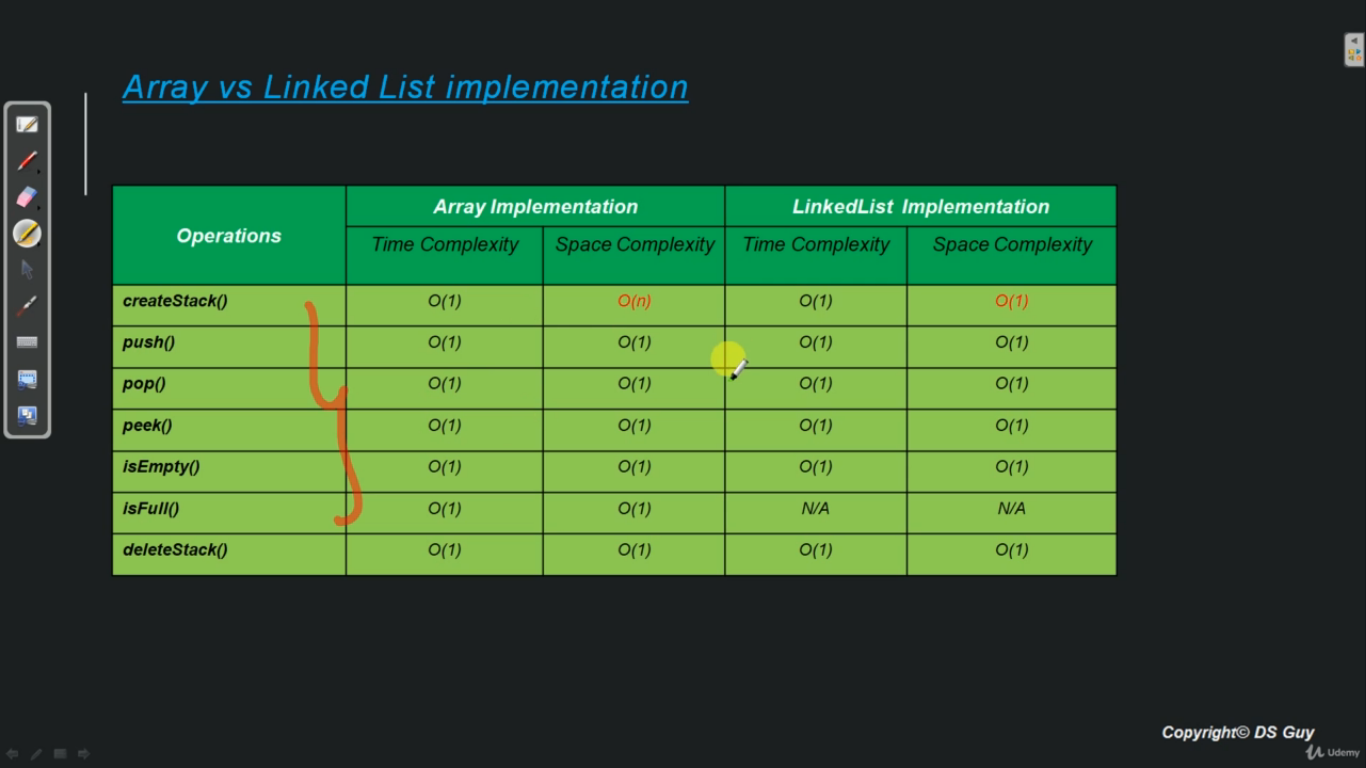 Array vs Linked List implementation
Operations
Array Implementation LinkedList Implementation
Time Complexity Space Complexity Time Complexity Space Complexity
createStack() O(1) O(n) O(1) O(1)
push() O(1) O(1) O(1) O(1)
pop() O(1) O(1) O(1) O(1)
peek() O(1) O(1) O(1) O(1)
isEmpty() O(1) O(1) O(1) O(1)
isFull() O(1) O(1) N/A N/A
deleteStack() O(1) O(1) O(1) O(1)
Copyright© DS Guy
Udemy